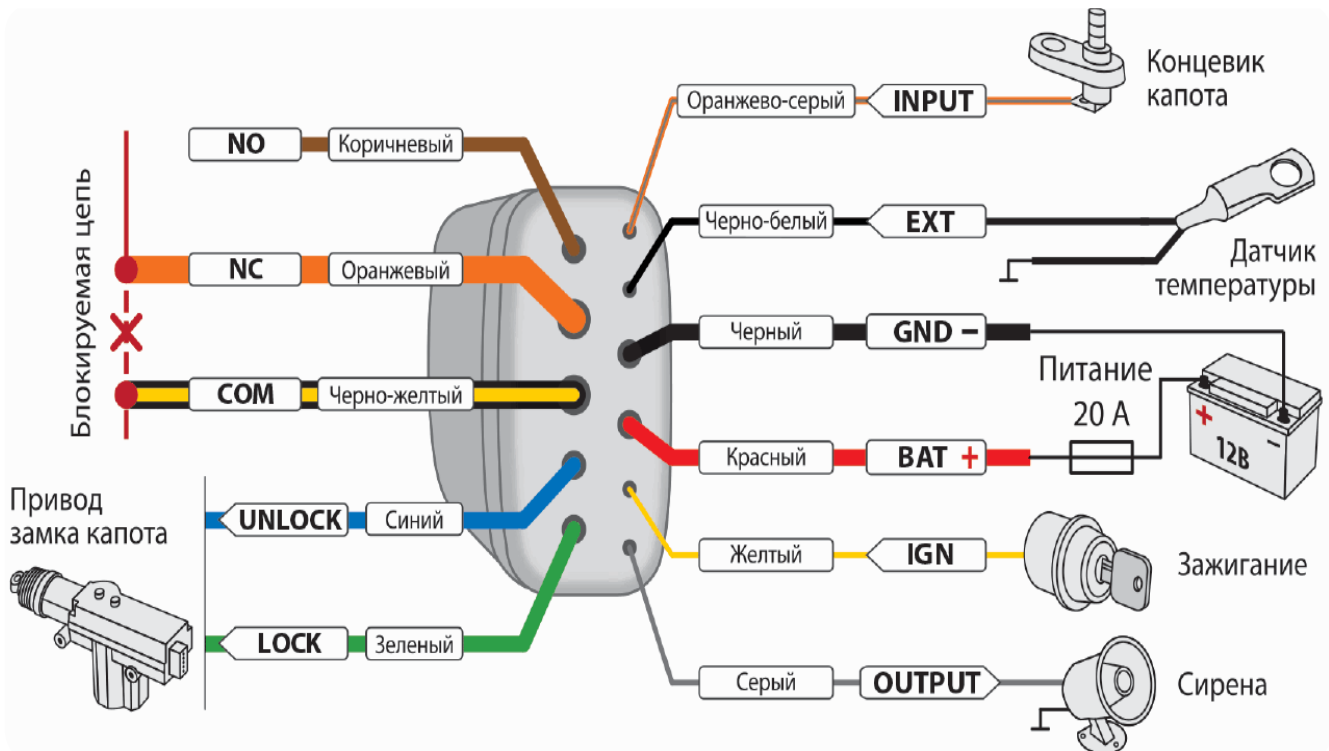 Концевик
капота
Оранжево-серый
INPUT
NO
Коричневый
Блокируемая цепь
Черно-белый
EXT
Датчик
температуры
NC
Оранжевый
Черный
GND −
Питание
20 А
COM
Черно-желтый
Красный
BAT +
+
−
12В
Привод
замка капота
UNLOCK
Синий
Желтый
IGN
Зажигание
LOCK
Зеленый
Серый
OUTPUT
Сирена